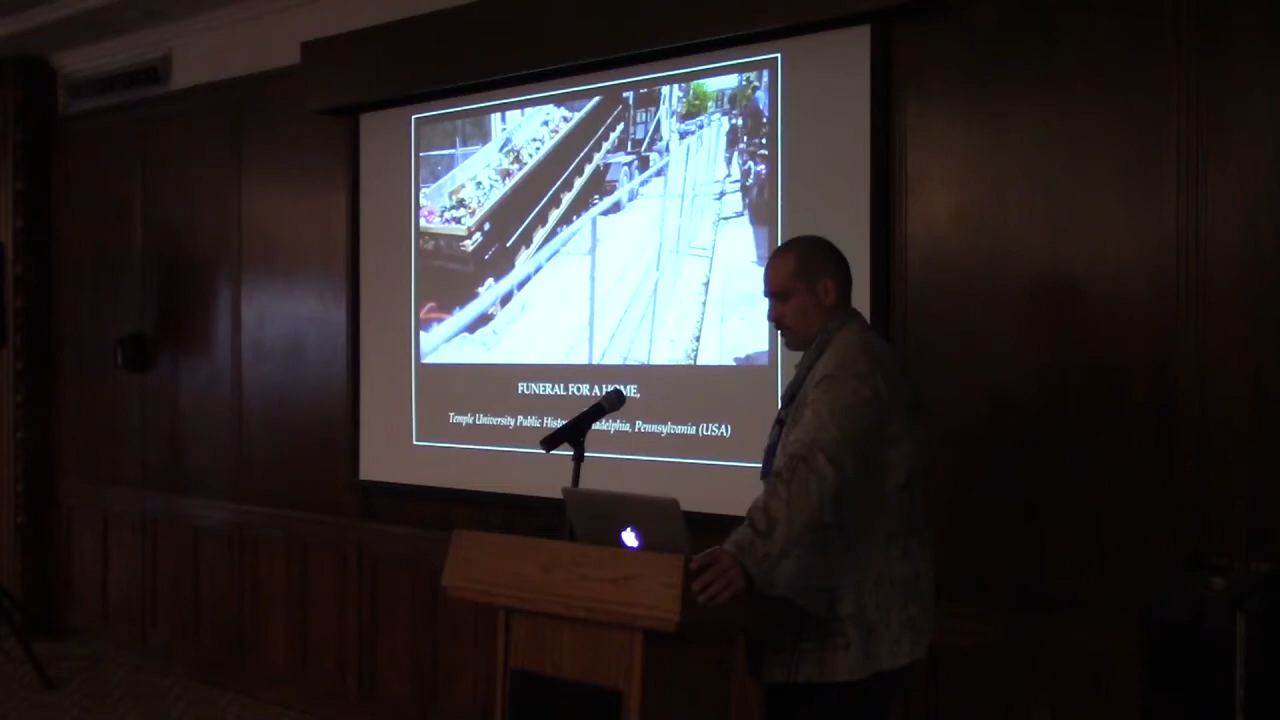 FUNERAL FOR A HOME,
Temple University Public Histo adelphia, Pennsylvania (USA)